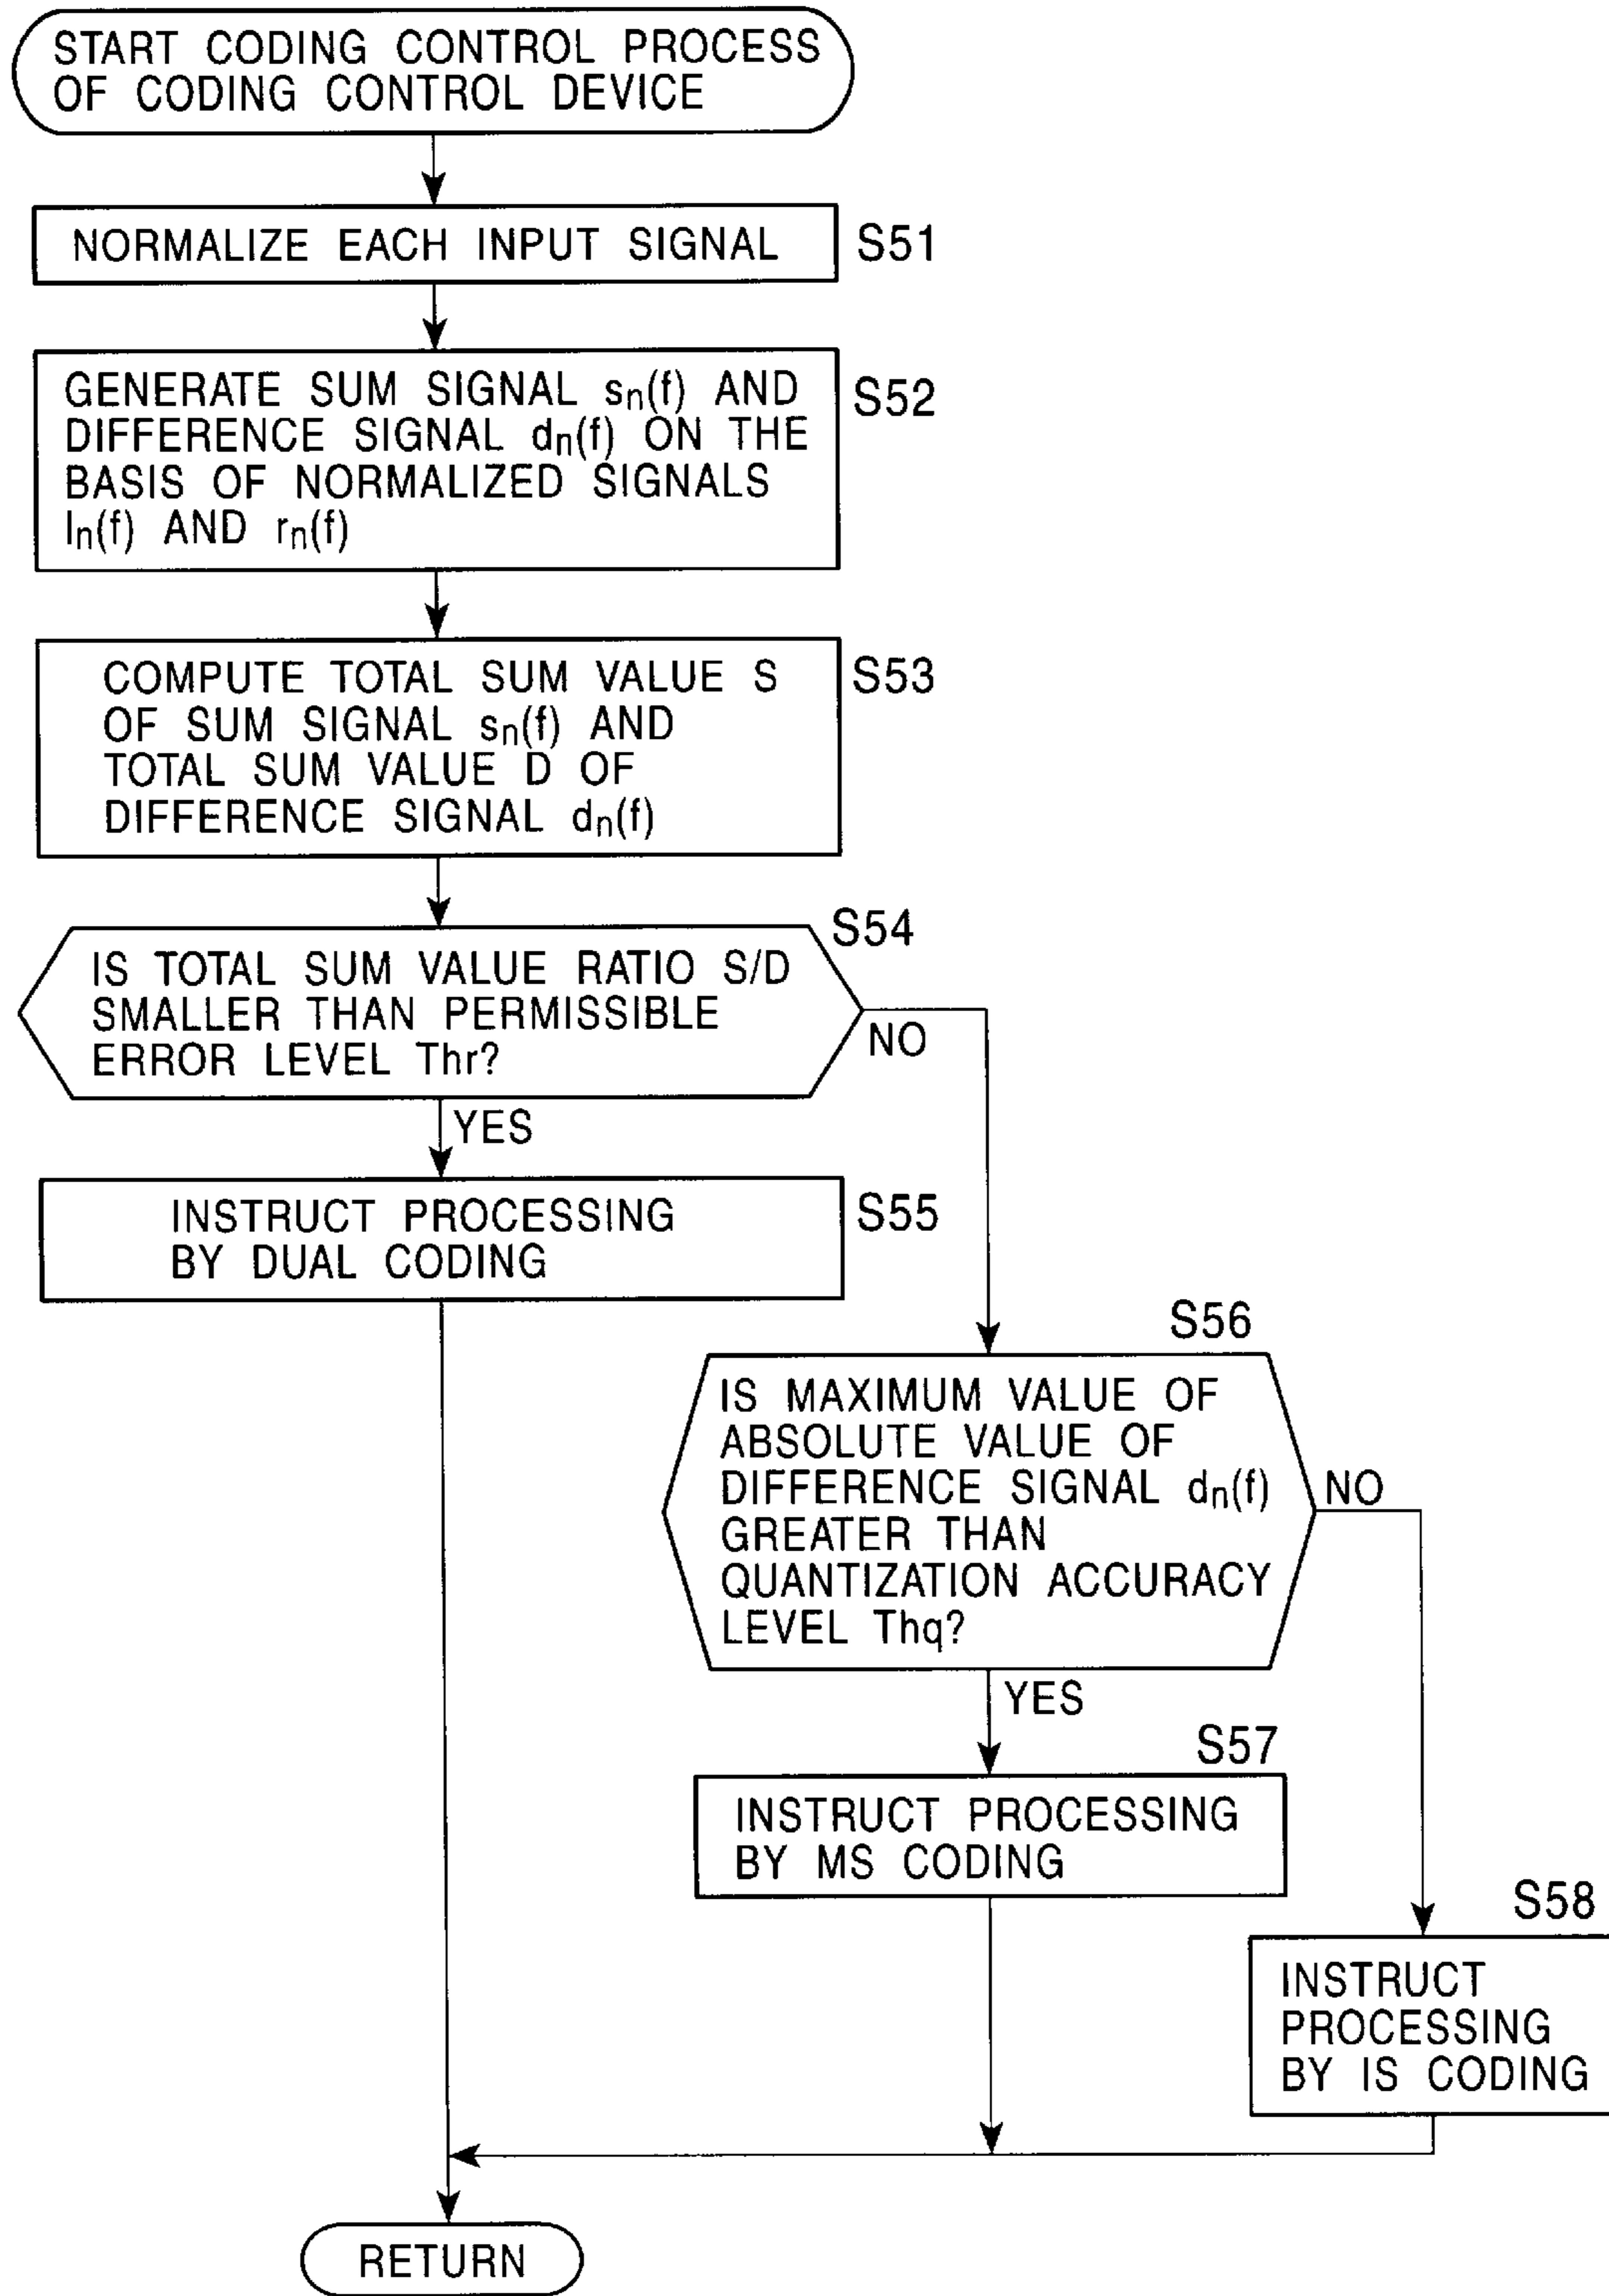 START CODING CONTROL PROCESS
OF CODING CONTROL DEVICE
NORMALIZE EACH INPUT SIGNAL
S51
GENERATE SUM SIGNAL sn(f) AND
DIFFERENCE SIGNAL dn(f) ON THE
BASIS OF NORMALIZED SIGNALS
ln(f) AND rn(f)
S52
COMPUTE TOTAL SUM VALUE S
OF SUM SIGNAL sn(f) AND
TOTAL SUM VALUE D OF
DIFFERENCE SIGNAL dn(f)
S53
S54
IS TOTAL SUM VALUE RATIO S/D
SMALLER THAN PERMISSIBLE
ERROR LEVEL Thr?
NO
YES
INSTRUCT PROCESSING
BY DUAL CODING
S55
S56
IS MAXIMUM VALUE OF
ABSOLUTE VALUE OF
DIFFERENCE SIGNAL dn(f)
GREATER THAN
QUANTIZATION ACCURACY
LEVEL Thq?
NO
YES
S57
INSTRUCT PROCESSING
BY MS CODING
S58
INSTRUCT
PROCESSING
BY IS CODING
RETURN